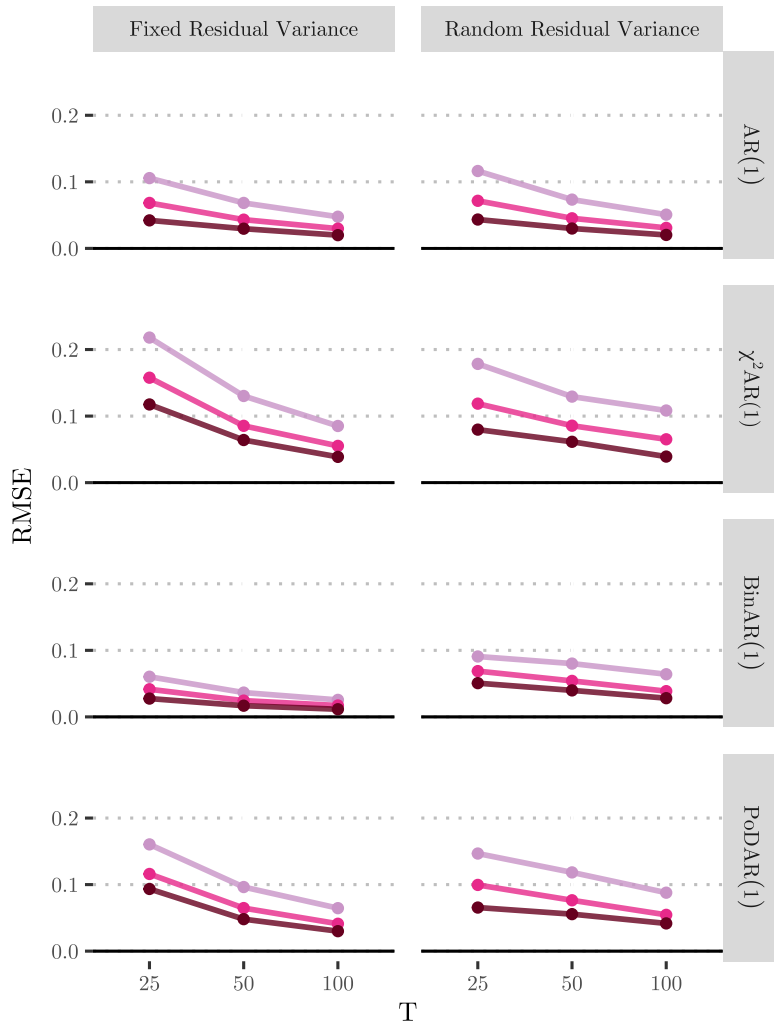 Fixed Residual Variance
Random Residual Variance
0.2
0.1
0.0
AR(1)
0.2
0.1
0.0
χ²AR(1)
RMSE
0.2
0.1
0.0
BinAR(1)
0.2
0.1
0.0
PoDAR(1)
25
50
100
25
50
100
T